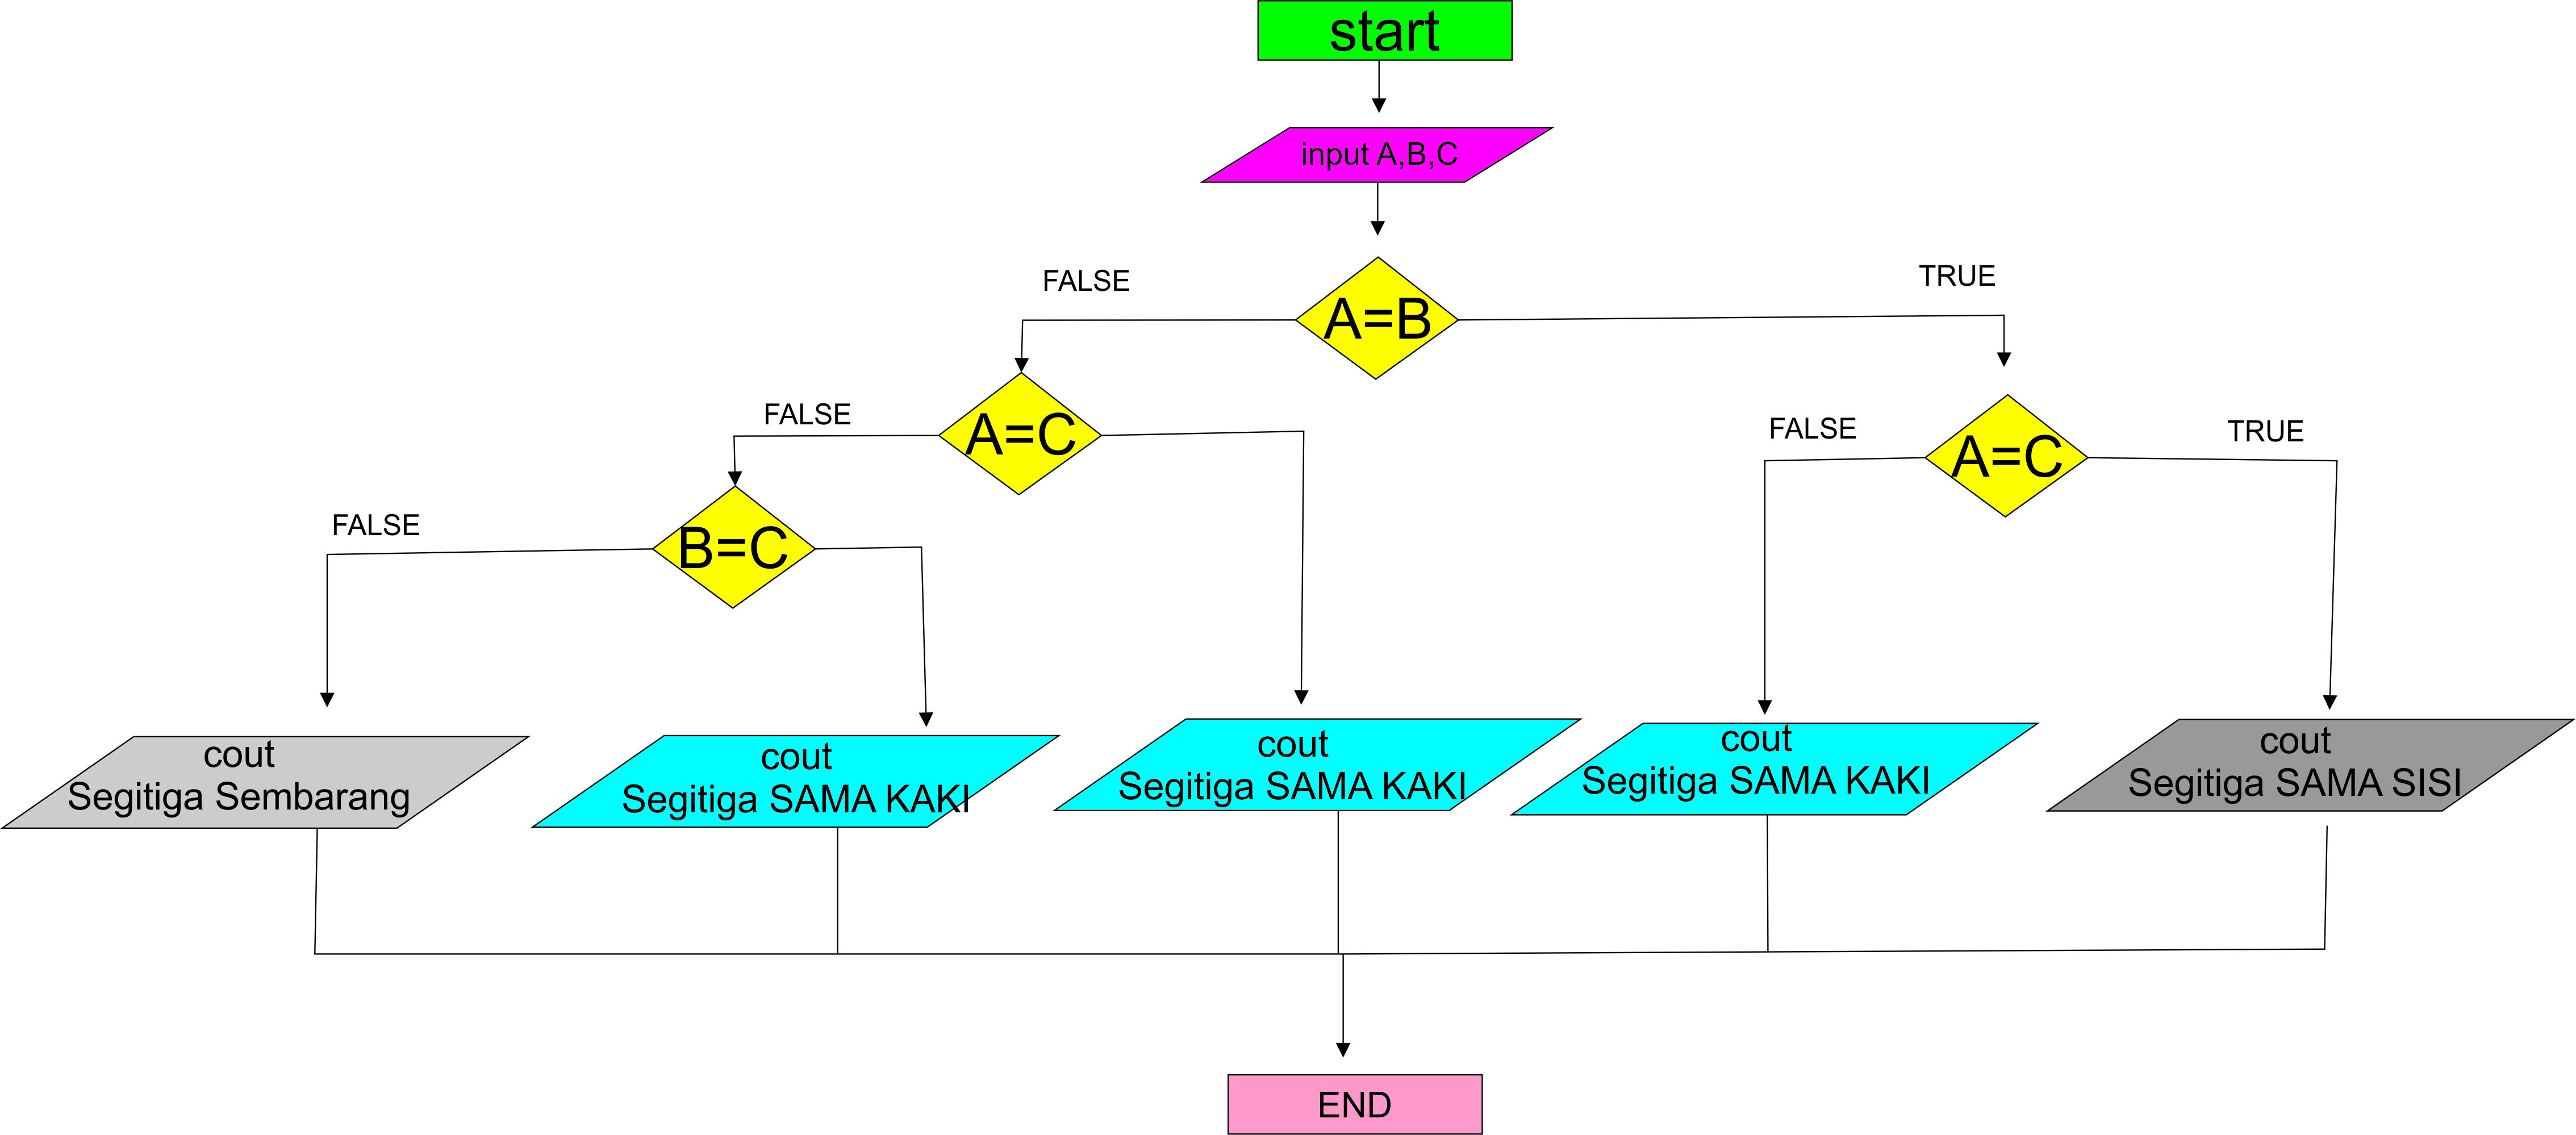 start
input A,B,C
FALSE
TRUE
A=B
FALSE
A=C
FALSE
TRUE
A=C
FALSE
B=C
cout
Segitiga Sembarang
cout
Segitiga SAMA KAKI
cout
Segitiga SAMA KAKI
cout
Segitiga SAMA KAKI
cout
Segitiga SAMA SISI
END